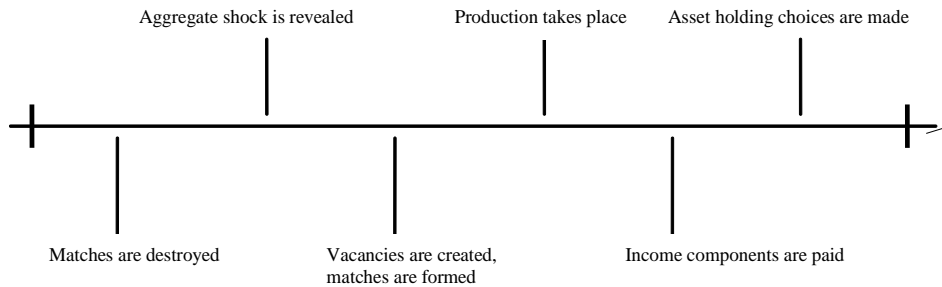 Aggregate shock is revealed
Production takes place
Asset holding choices are made
Matches are destroyed
Vacancies are created,
matches are formed
Income components are paid